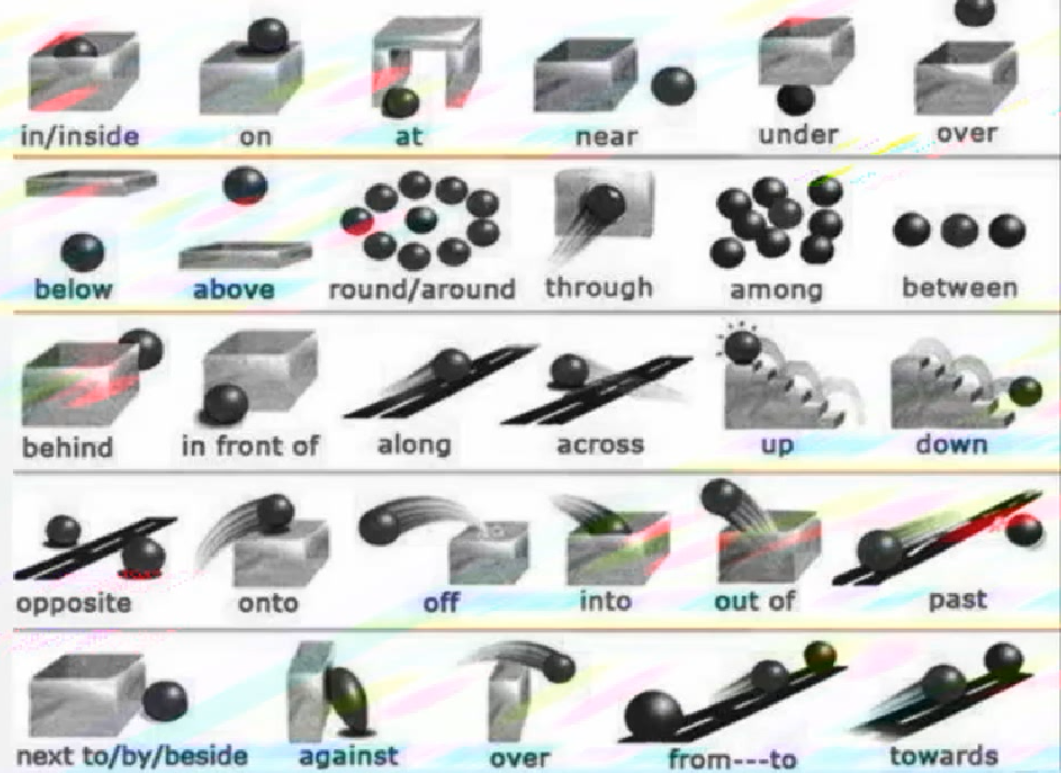 in/inside on at near under over
below above round/around through among between
behind in front of along across up down
opposite onto off into out of past
next to/by/beside against over from---to towards